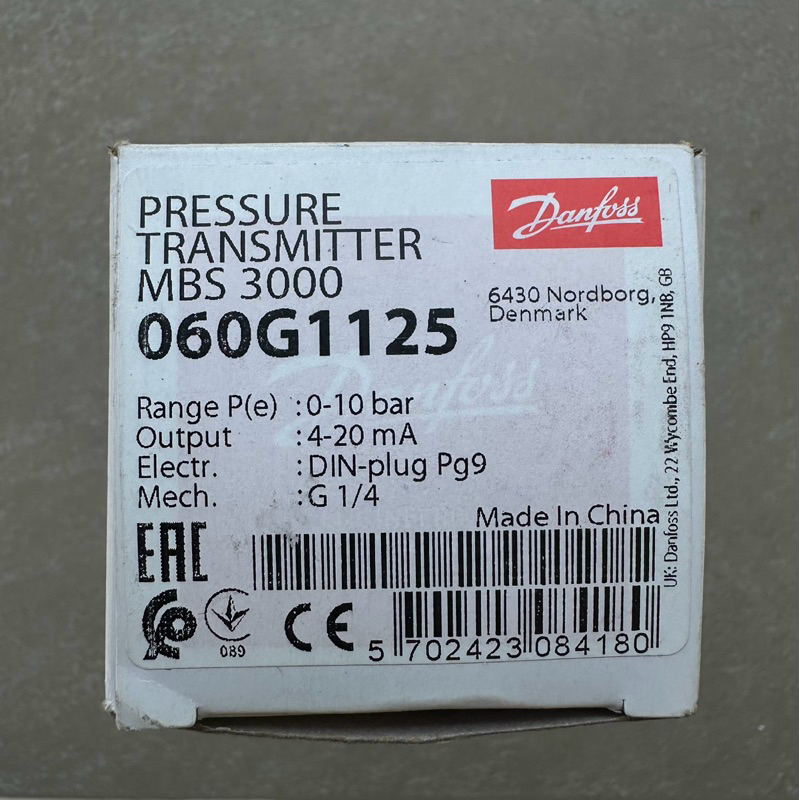 PRESSURE
TRANSMITTER
MBS 3000
060G1125
Danfoss
6430 Nordborg,
Denmark
Danfoss
Range P(e) :0-10 bar
Output :4-20 mA
Electr. :DIN-plug Pg9
Mech. :G 1/4
Made In China
UK: Danfoss Ltd., 22 Wycombe End, HP9 1NB, GB
EAC
089
CE
5 702423 084180